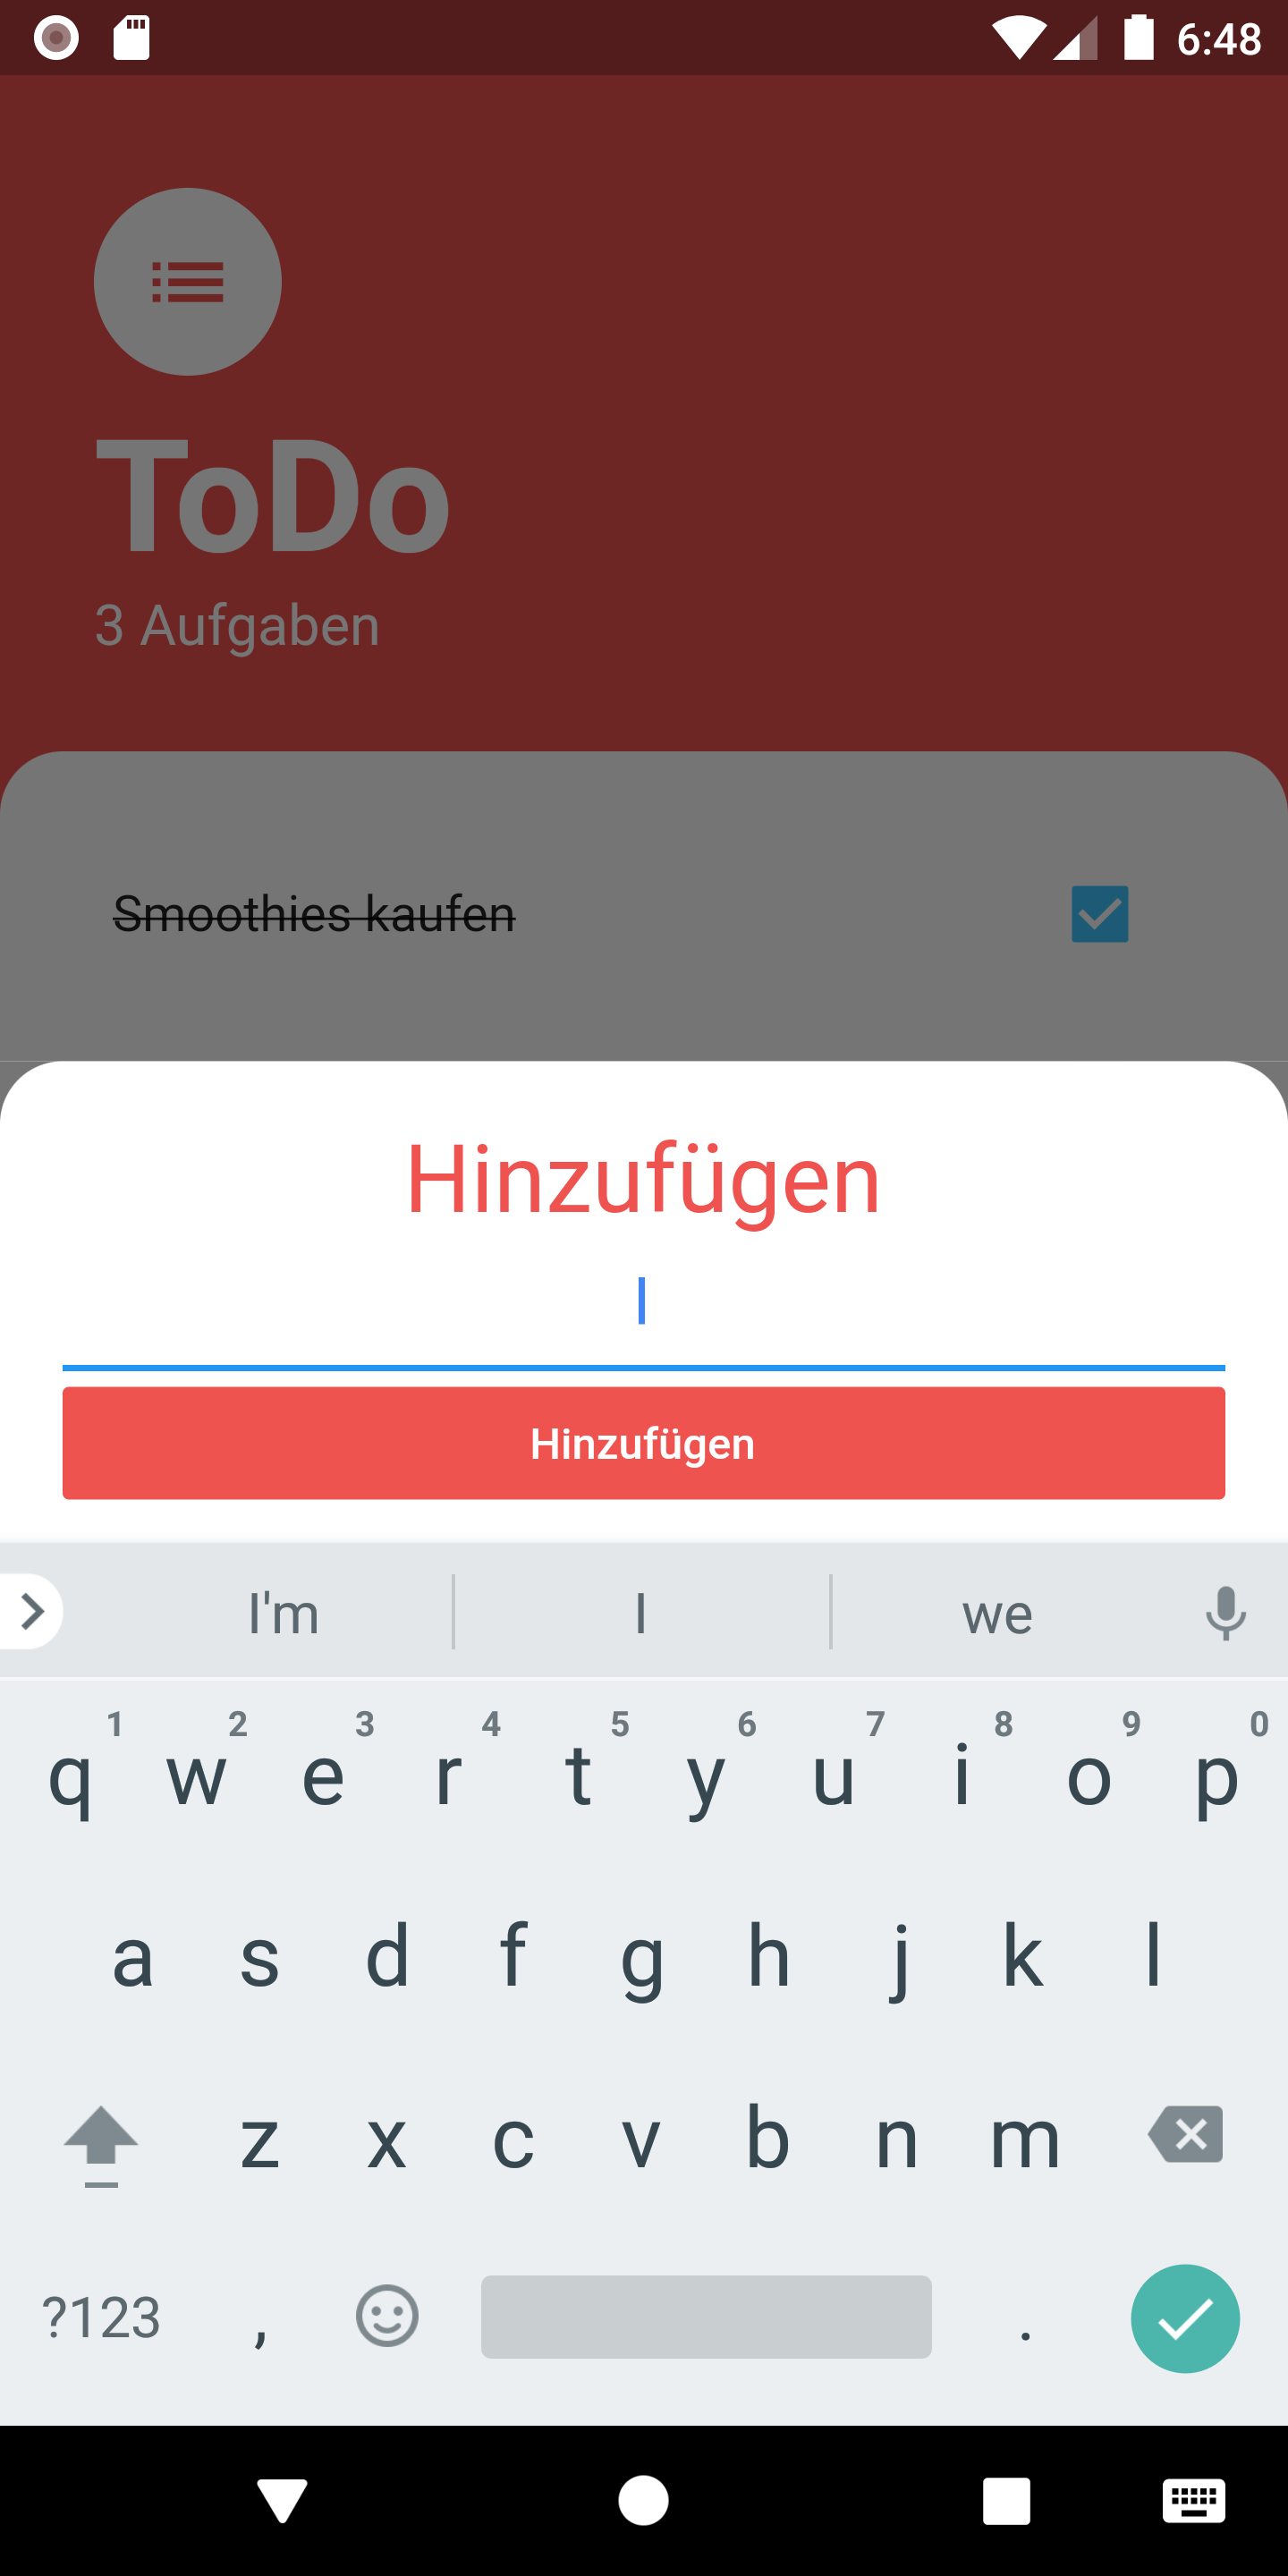 6:48
ToDo
3 Aufgaben
Smoothies kaufen
Hinzufügen
Hinzufügen
I'm I we
1 2 3 4 5 6 7 8 9 0
q w e r t y u i o p
a s d f g h j k l
z x c v b n m
?123 , .